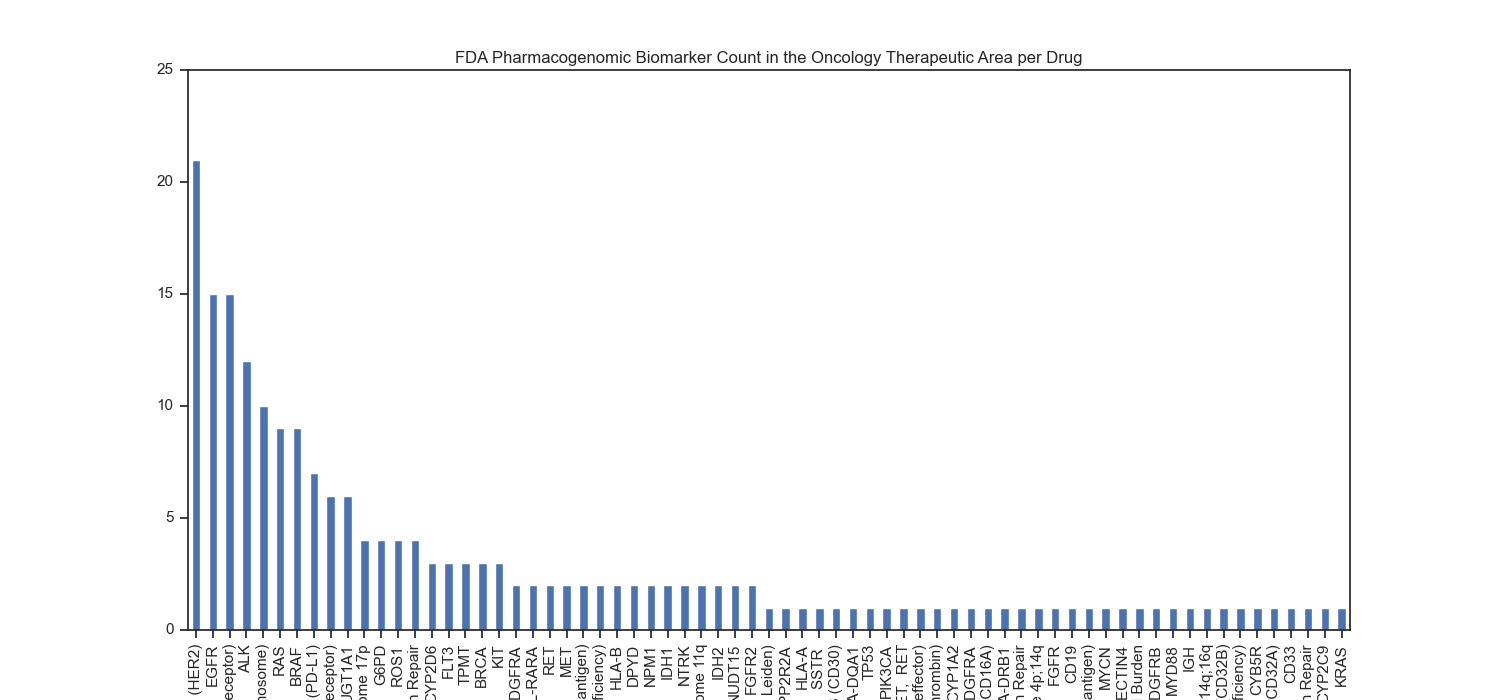 FDA Pharmacogenomic Biomarker Count in the Oncology Therapeutic Area per Drug
25
20
15
10
5
0
(HER2)
EGFR
eceptor)
ALK
nosome)
RAS
BRAF
(PD-L1)
eceptor)
UGT1A1
ome 17p
G6PD
ROS1
n Repair
CYP2D6
FLT3
TPMT
BRCA
KIT
DGFRA
L-RARA
RET
MET
antigen)
ficiency)
HLA-B
DPYD
NPM1
IDH1
NTRK
ome 11q
IDH2
NUDT15
FGFR2
Leiden)
PP2R2A
HLA-A
SSTR
(CD30)
A-DQA1
TP53
PIK3CA
ET, RET
effector)
hrombin)
CYP1A2
DGFRA
CD16A)
A-DRB1
n Repair
e 4p;14q
FGFR
CD19
antigen)
MYCN
ECTIN4
Burden
DGFRB
MYD88
IGH
14q;16q
CD32B)
ficiency)
CYB5R
CD32A)
CD33
n Repair
CYP2C9
KRAS